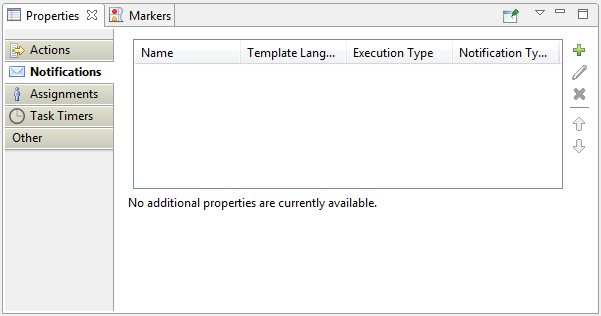 Properties Markers
Actions
Notifications
Assignments
Task Timers
Other
Name Template Lang... Execution Type Notification Ty...
No additional properties are currently available.